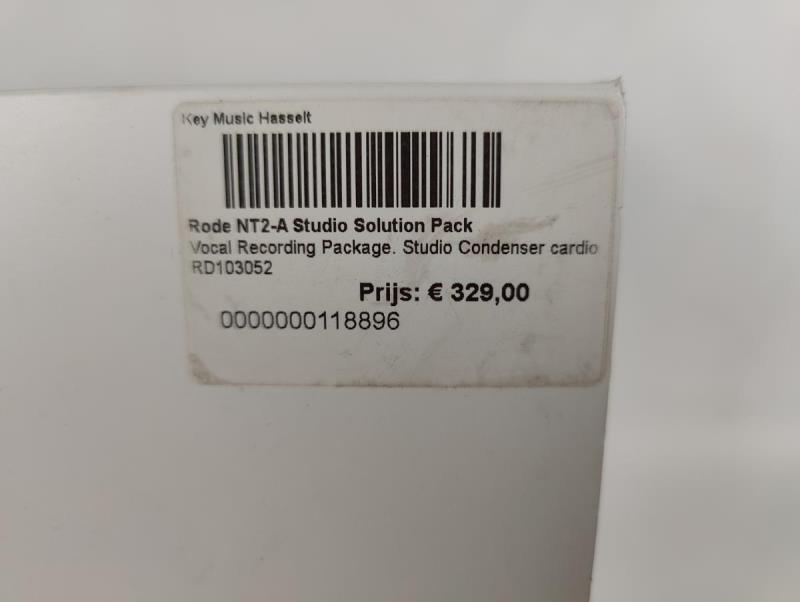 Key Music Hasselt
Rode NT2-A Studio Solution Pack
Vocal Recording Package. Studio Condenser cardio
RD103052
Prijs: € 329,00
0000000118896